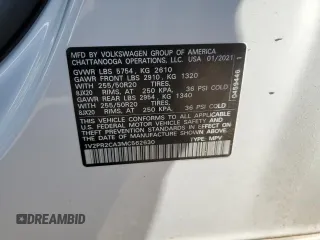 MFD BY VOLKSWAGEN GROUP OF AMERICA
CHATTANOOGA OPERATIONS, LLC. USA 01/2021
GVWR LBS 5754 , KG 2610
GAWR FRONT LBS 2910 , KG 1320
WITH 255/50R20 TIRES,
8JX20 RIMS, AT 250 KPA, 36 PSI COLD
GAWR REAR LBS 2954 , KG 1340
WITH 255/50R20 TIRES,
8JX20 RIMS, AT 250 KPA, 36 PSI COLD
THIS VEHICLE CONFORMS TO ALL APPLICABLE
FEDERAL MOTOR VEHICLE SAFETY AND
THEFT PREVENTION STANDARDS IN EFFECT ON
THE DATE OF MANUFACTURE SHOWN ABOVE.
1V2PR2CA3MC582630
TYPE: MPV
AUTOBIDCAR